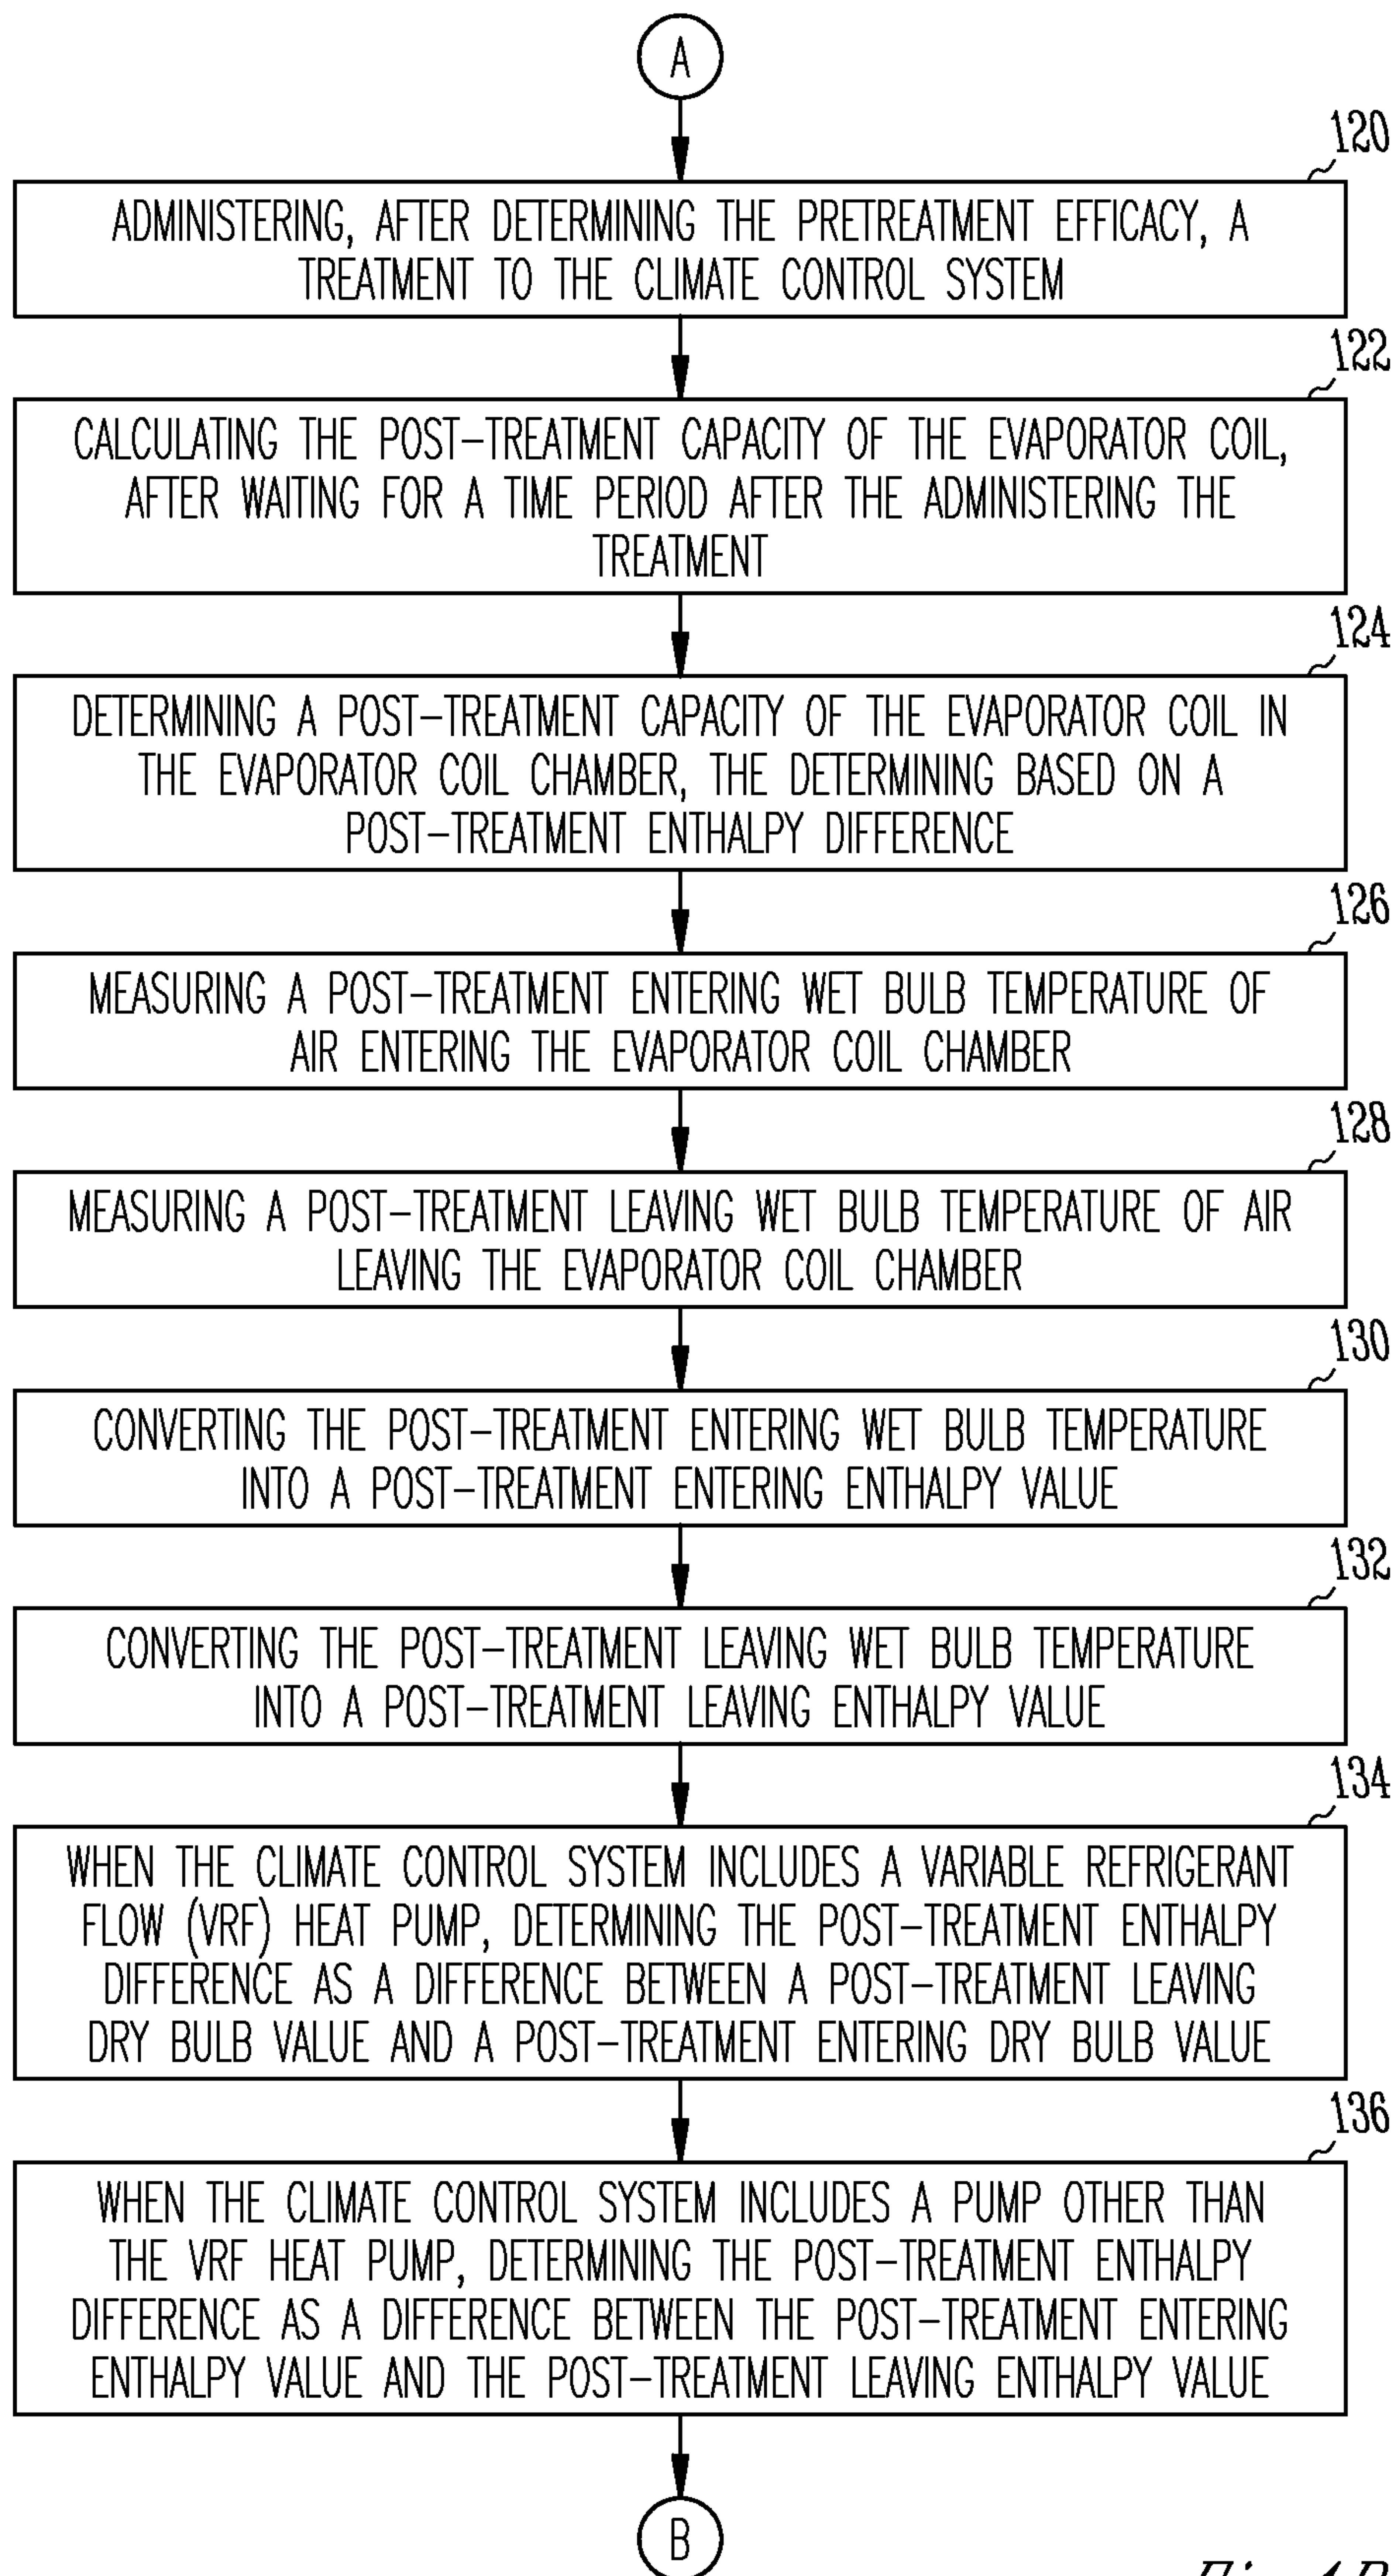 A
120
ADMINISTERING, AFTER DETERMINING THE PRETREATMENT EFFICACY, A
TREATMENT TO THE CLIMATE CONTROL SYSTEM
122
CALCULATING THE POST-TREATMENT CAPACITY OF THE EVAPORATOR COIL,
AFTER WAITING FOR A TIME PERIOD AFTER THE ADMINISTERING THE
TREATMENT
124
DETERMINING A POST-TREATMENT CAPACITY OF THE EVAPORATOR COIL IN
THE EVAPORATOR COIL CHAMBER, THE DETERMINING BASED ON A
POST-TREATMENT ENTHALPY DIFFERENCE
126
MEASURING A POST-TREATMENT ENTERING WET BULB TEMPERATURE OF
AIR ENTERING THE EVAPORATOR COIL CHAMBER
128
MEASURING A POST-TREATMENT LEAVING WET BULB TEMPERATURE OF AIR
LEAVING THE EVAPORATOR COIL CHAMBER
130
CONVERTING THE POST-TREATMENT ENTERING WET BULB TEMPERATURE
INTO A POST-TREATMENT ENTERING ENTHALPY VALUE
132
CONVERTING THE POST-TREATMENT LEAVING WET BULB TEMPERATURE
INTO A POST-TREATMENT LEAVING ENTHALPY VALUE
134
WHEN THE CLIMATE CONTROL SYSTEM INCLUDES A VARIABLE REFRIGERANT
FLOW (VRF) HEAT PUMP, DETERMINING THE POST-TREATMENT ENTHALPY
DIFFERENCE AS A DIFFERENCE BETWEEN A POST-TREATMENT LEAVING
DRY BULB VALUE AND A POST-TREATMENT ENTERING DRY BULB VALUE
136
WHEN THE CLIMATE CONTROL SYSTEM INCLUDES A PUMP OTHER THAN
THE VRF HEAT PUMP, DETERMINING THE POST-TREATMENT ENTHALPY
DIFFERENCE AS A DIFFERENCE BETWEEN THE POST-TREATMENT ENTERING
ENTHALPY VALUE AND THE POST-TREATMENT LEAVING ENTHALPY VALUE
B